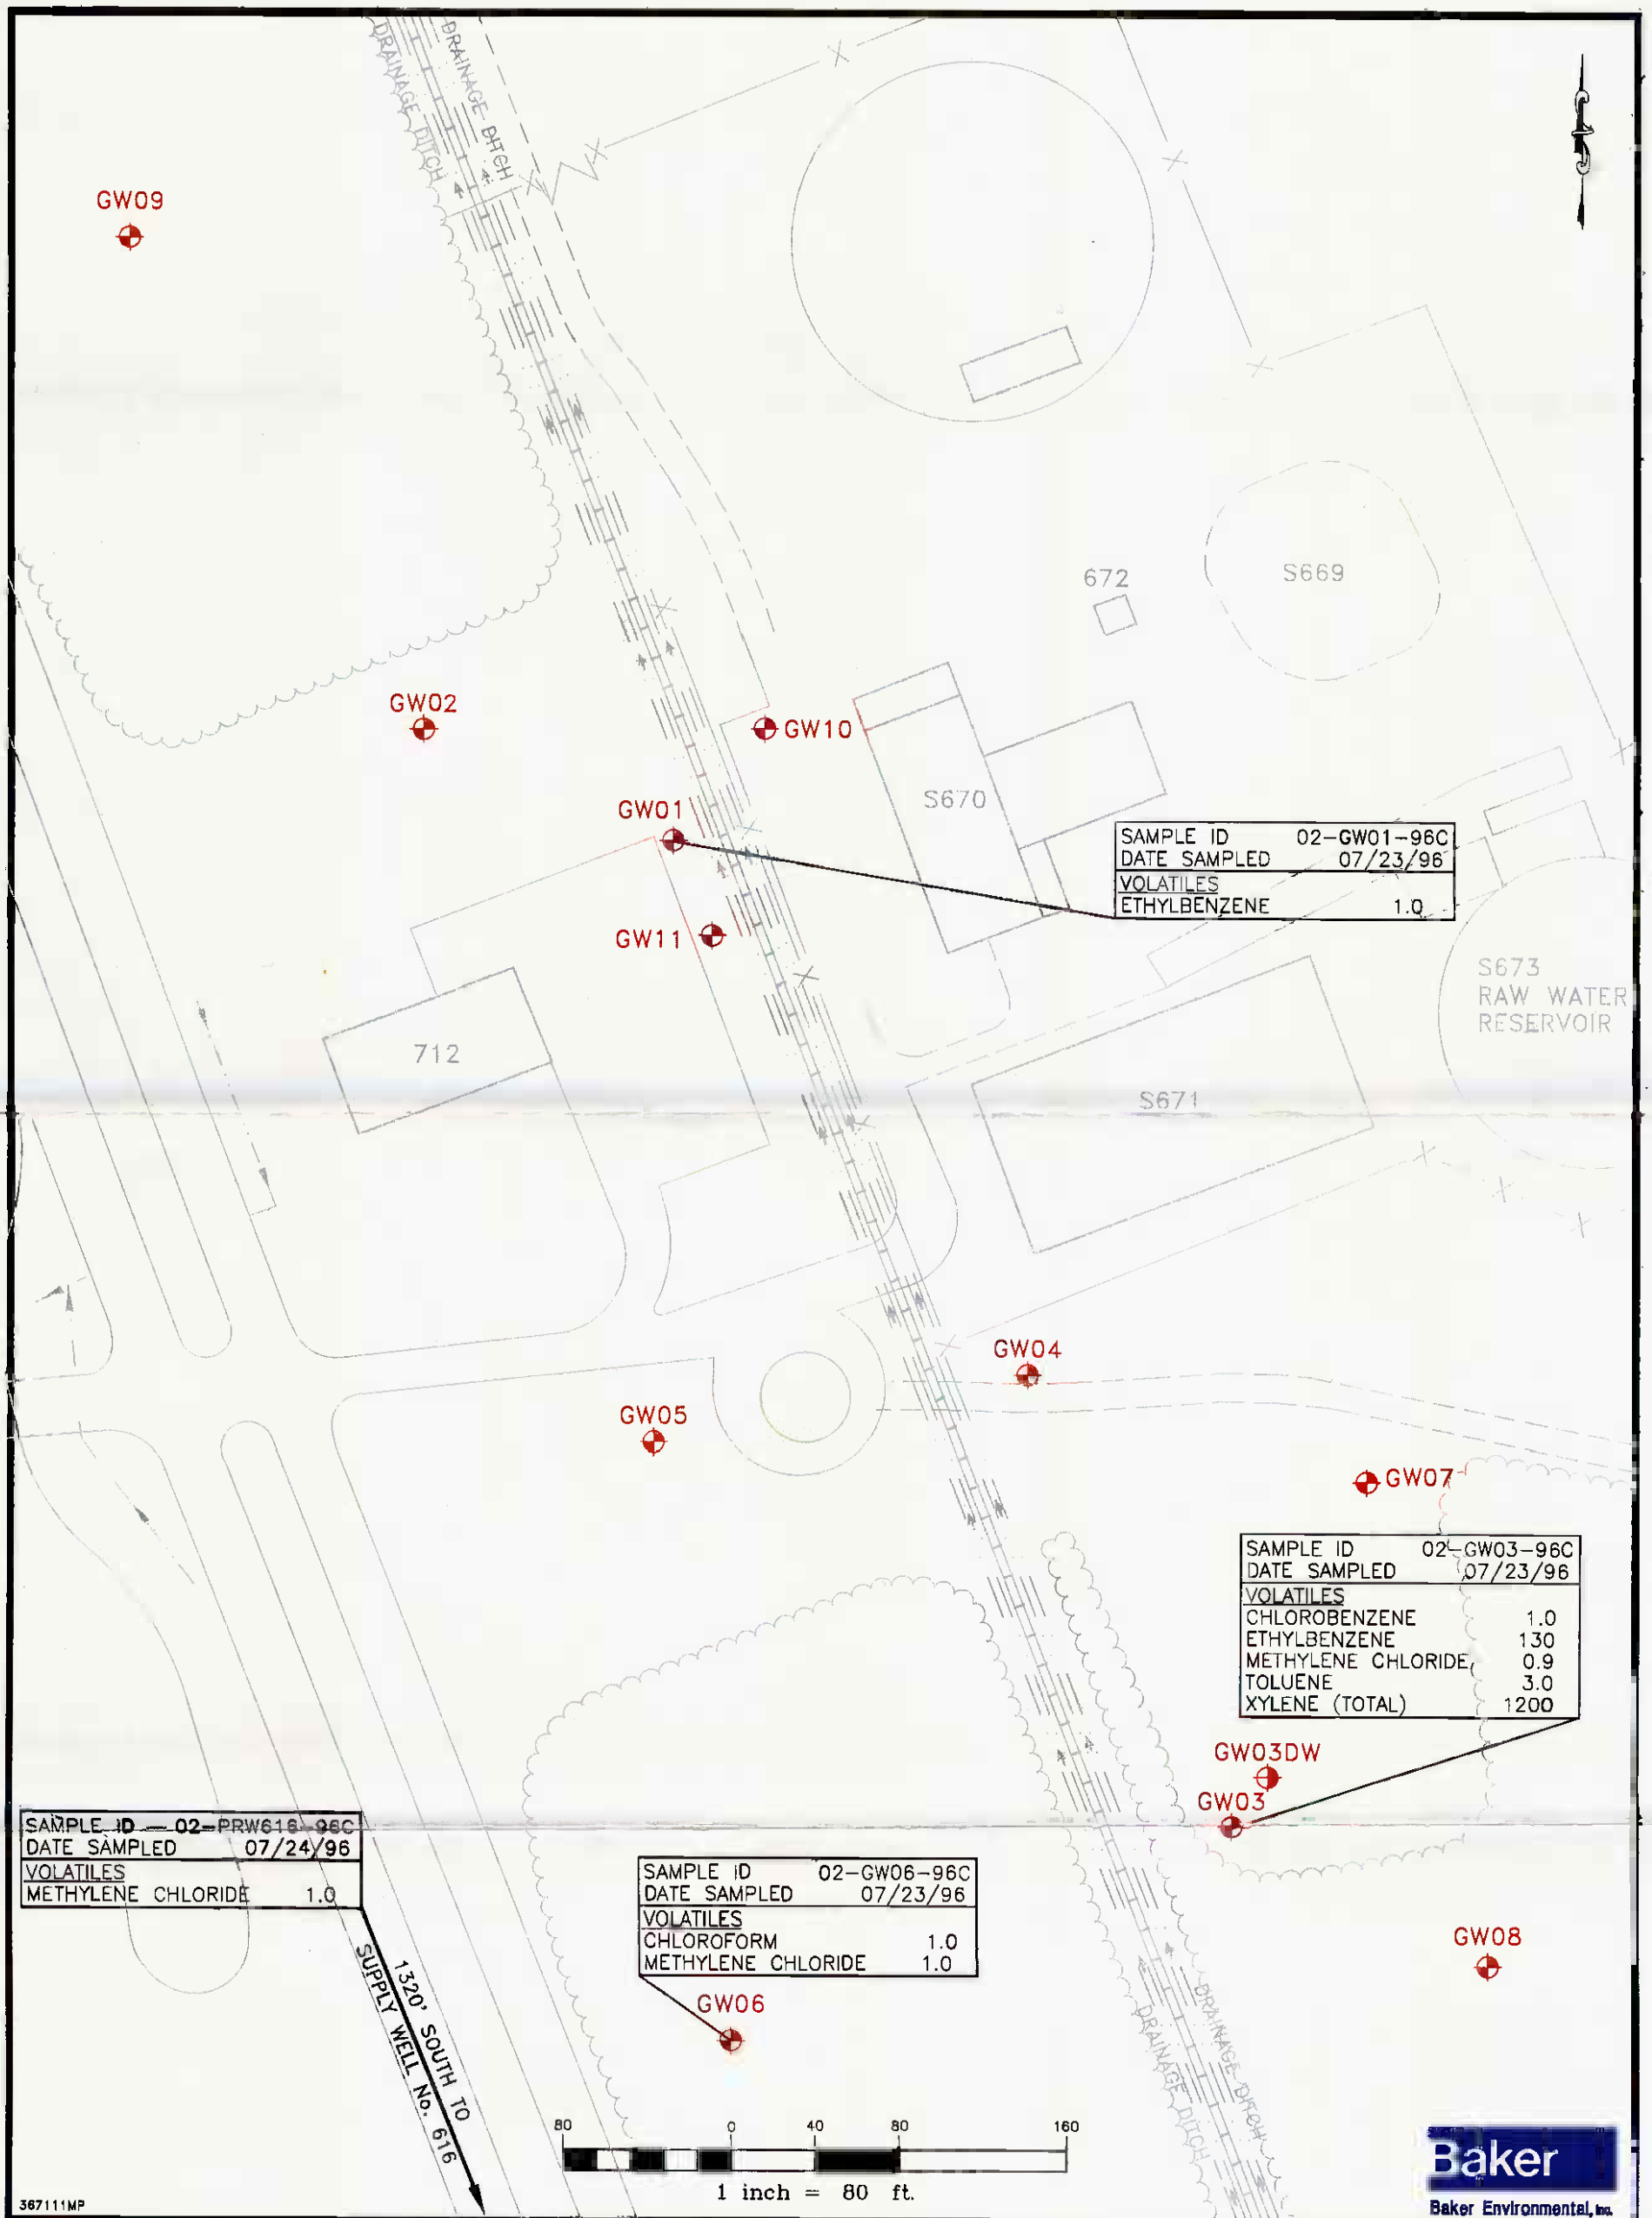 DRAINAGE DITCH
DRAINAGE DITCH
GW09
672
S669
GW02
GW10
S670
GW01
SAMPLE ID 02-GW01-96C
DATE SAMPLED 07/23/96
VOLATILES
ETHYLBENZENE 1.0
GW11
S673
RAW WATER
RESERVOIR
712
S671
GW04
GW05
GW07
SAMPLE ID 02-GW03-96C
DATE SAMPLED 07/23/96
VOLATILES
CHLOROBENZENE 1.0
ETHYLBENZENE 130
METHYLENE CHLORIDE 0.9
TOLUENE 3.0
XYLENE (TOTAL) 1200
GW03DW
GW03
SAMPLE ID 02-PRW616-96C
DATE SAMPLED 07/24/96
VOLATILES
METHYLENE CHLORIDE 1.0
SAMPLE ID 02-GW06-96C
DATE SAMPLED 07/23/96
VOLATILES
CHLOROFORM 1.0
METHYLENE CHLORIDE 1.0
GW08
GW06
1320' SOUTH TO
SUPPLY WELL No. 616
DRAINAGE DITCH
DRAINAGE DITCH
80 0 40 80 160
1 inch = 80 ft.
Baker
Baker Environmental, Inc.
367111MP